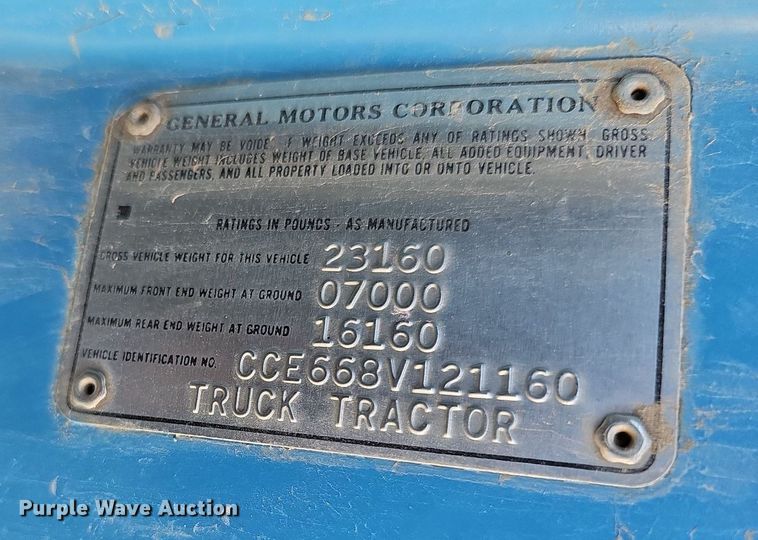 GENERAL MOTORS CORPORATION
WARRANTY MAY BE VOIDED IF WEIGHT EXCEEDS ANY OF RATINGS SHOWN. GROSS
VEHICLE WEIGHT INCLUDES WEIGHT OF BASE VEHICLE, ALL ADDED EQUIPMENT, DRIVER
AND PASSENGERS, AND ALL PROPERTY LOADED INTO OR ONTO VEHICLE.
RATINGS IN POUNDS - AS MANUFACTURED
GROSS VEHICLE WEIGHT FOR THIS VEHICLE 23160
MAXIMUM FRONT END WEIGHT AT GROUND 07000
MAXIMUM REAR END WEIGHT AT GROUND 16160
VEHICLE IDENTIFICATION NO. CCE668V121160
TRUCK TRACTOR
Purple Wave Auction